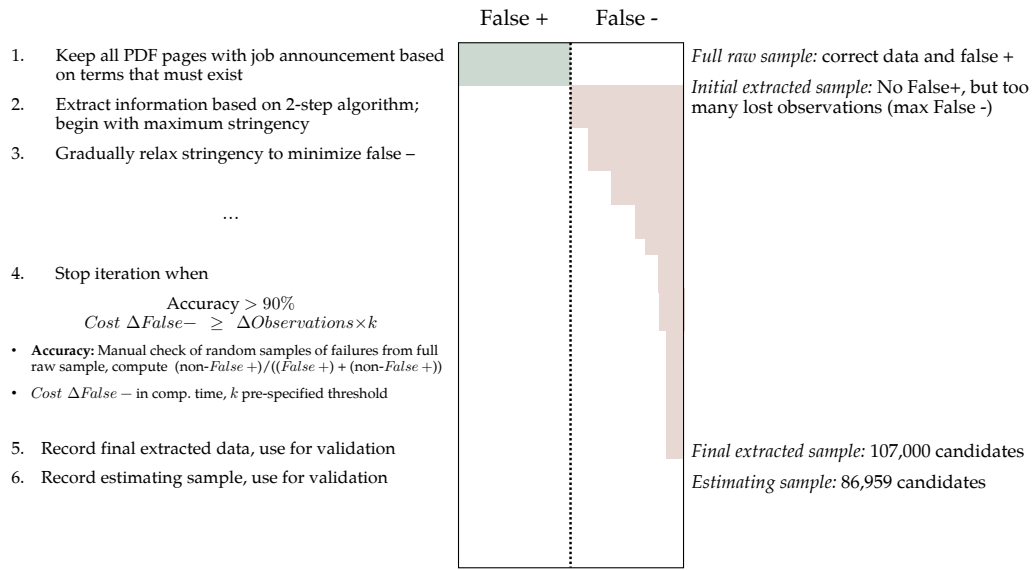 False + False -
1. Keep all PDF pages with job announcement based
on terms that must exist
Full raw sample: correct data and false +
2. Extract information based on 2-step algorithm;
begin with maximum stringency
Initial extracted sample: No False+, but too
many lost observations (max False -)
3. Gradually relax stringency to minimize false –
…
4. Stop iteration when
Accuracy > 90%
Cost ΔFalse− ≥ ΔObservations×k
• Accuracy: Manual check of random samples of failures from full
raw sample, compute (non-False +)/((False +) + (non-False +))
• Cost ΔFalse − in comp. time, k pre-specified threshold
5. Record final extracted data, use for validation
Final extracted sample: 107,000 candidates
6. Record estimating sample, use for validation
Estimating sample: 86,959 candidates